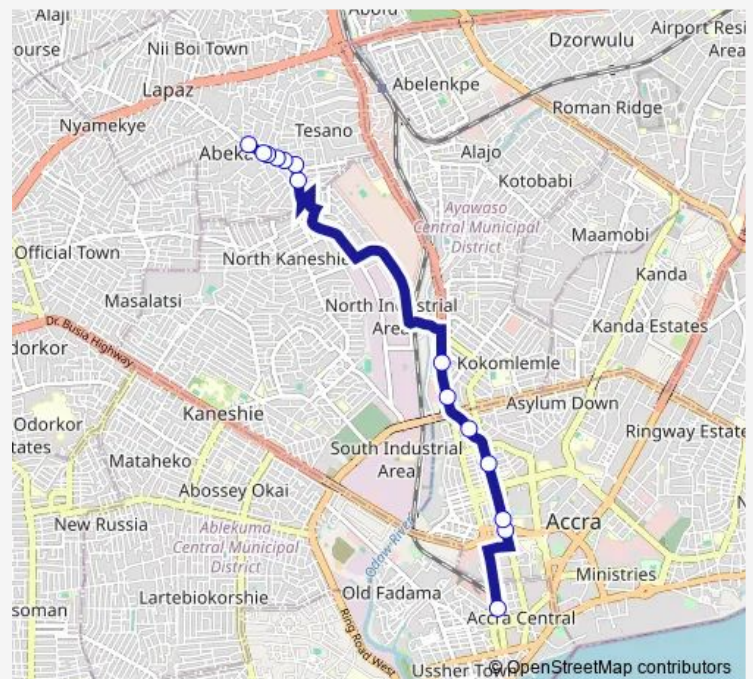 Alaji
Abofu
ourse
Nii Boi Town
Dzorwulu
Airport Resi
Area
Lapaz
Abelenkpe
Roman Ridge
Nyamekye
Tesano
Abeka
Alajo
Kotobabi
Ayawaso
Central Municipal
District
Maamobi
Official Town
North Kaneshie
Kanda
Masalatsi
North Industrial
Area
Dr. Busia Highway
Kanda Estates
dorkor
Kokomlemle
Kaneshie
Asylum Down
Odorkor
tates
South Industrial
Area
Ringway Estate
Mataheko
Abossey Okai
New Russia
Ablekuma
Central Municipal
District
Accra
Odaw River
Ministries
Old Fadama
Lartebiokorshie
soman
Accra Central
Ring Road West
Ussher Town
© OpenStreetMap contributors